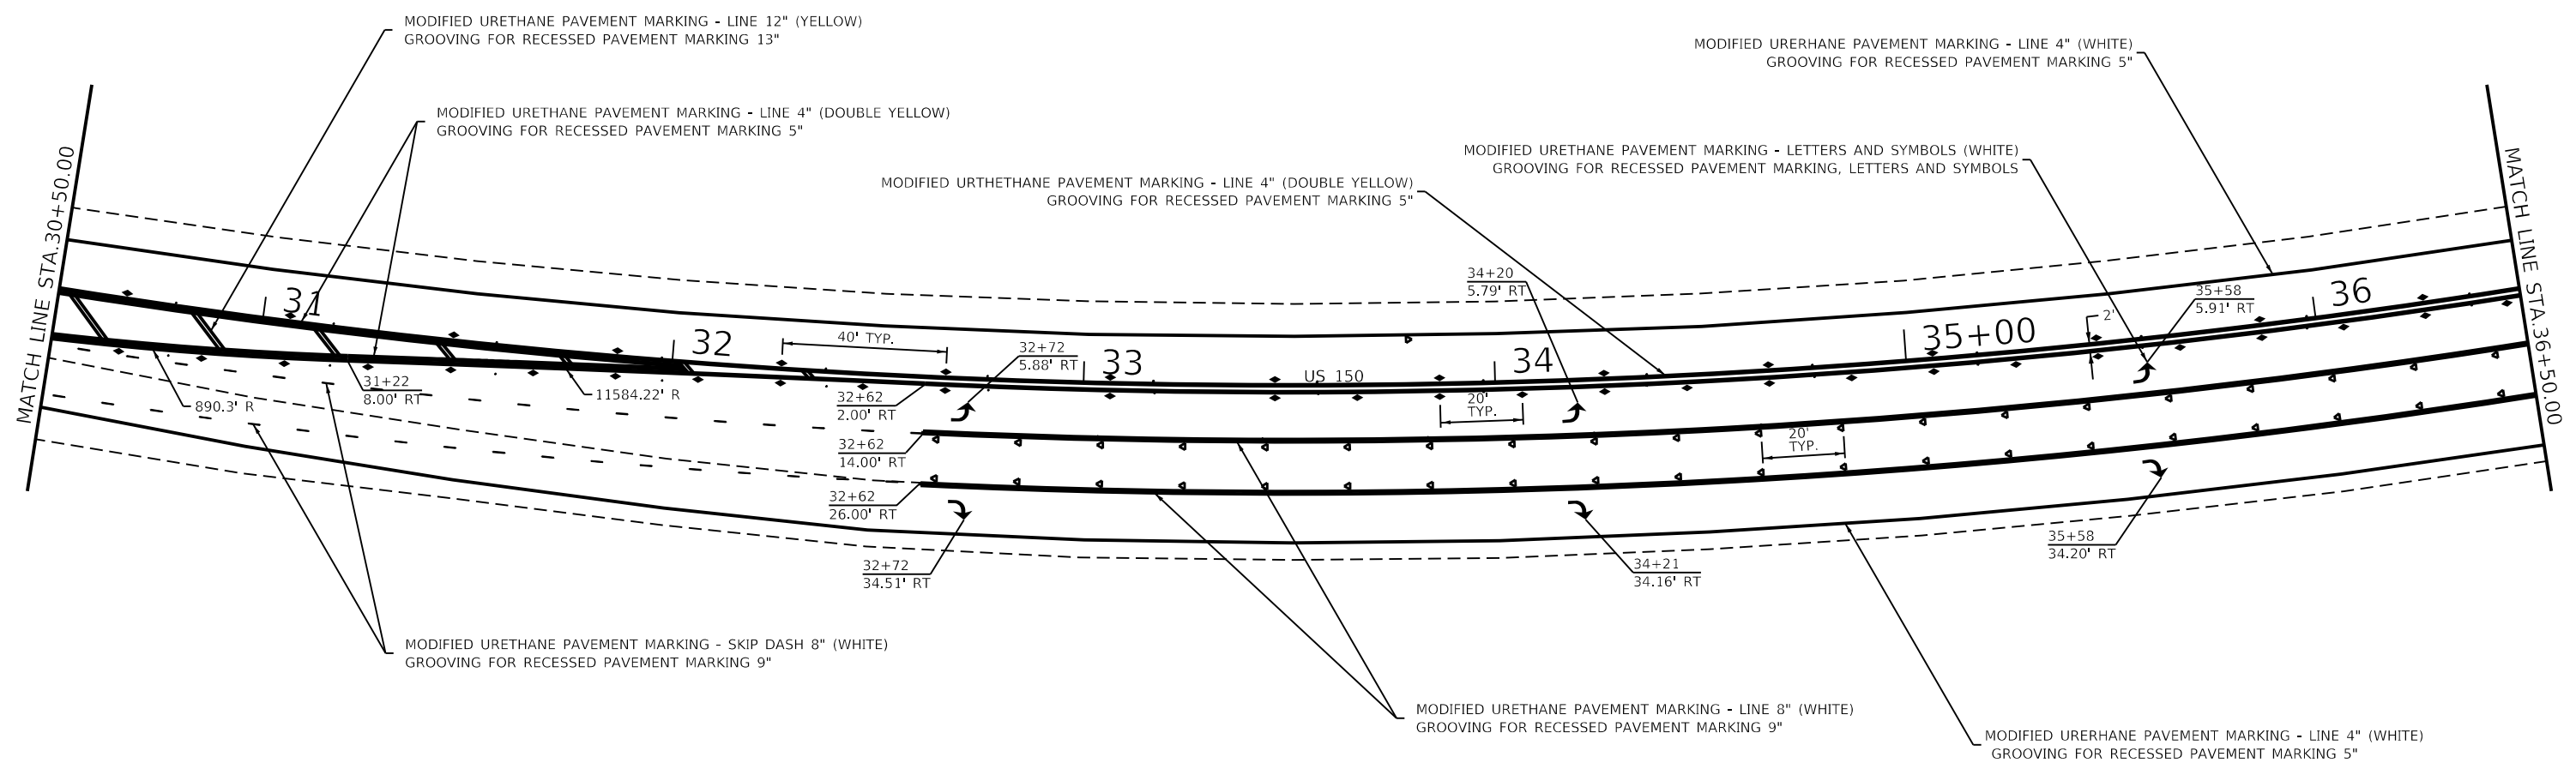 MODIFIED URETHANE PAVEMENT MARKING - LINE 12" (YELLOW)
GROOVING FOR RECESSED PAVEMENT MARKING 13"
MODIFIED URERHANE PAVEMENT MARKING - LINE 4" (WHITE)
GROOVING FOR RECESSED PAVEMENT MARKING 5"
MODIFIED URETHANE PAVEMENT MARKING - LINE 4" (DOUBLE YELLOW)
GROOVING FOR RECESSED PAVEMENT MARKING 5"
MODIFIED URETHANE PAVEMENT MARKING - LETTERS AND SYMBOLS (WHITE)
GROOVING FOR RECESSED PAVEMENT MARKING, LETTERS AND SYMBOLS
MODIFIED URTHETHANE PAVEMENT MARKING - LINE 4" (DOUBLE YELLOW)
GROOVING FOR RECESSED PAVEMENT MARKING 5"
MATCH LINE STA.30+50.00
MATCH LINE STA.36+50.00
34+20
5.79' RT
35+58
5.91' RT
2'
31
32
33
34
35+00
36
40' TYP.
32+72
5.88' RT
US 150
31+22
8.00' RT
11584.22' R
890.3' R
32+62
2.00' RT
20'
TYP.
32+62
14.00' RT
20'
TYP.
32+62
26.00' RT
32+72
34.51' RT
34+21
34.16' RT
35+58
34.20' RT
MODIFIED URETHANE PAVEMENT MARKING - SKIP DASH 8" (WHITE)
GROOVING FOR RECESSED PAVEMENT MARKING 9"
MODIFIED URETHANE PAVEMENT MARKING - LINE 8" (WHITE)
GROOVING FOR RECESSED PAVEMENT MARKING 9"
MODIFIED URERHANE PAVEMENT MARKING - LINE 4" (WHITE)
GROOVING FOR RECESSED PAVEMENT MARKING 5"